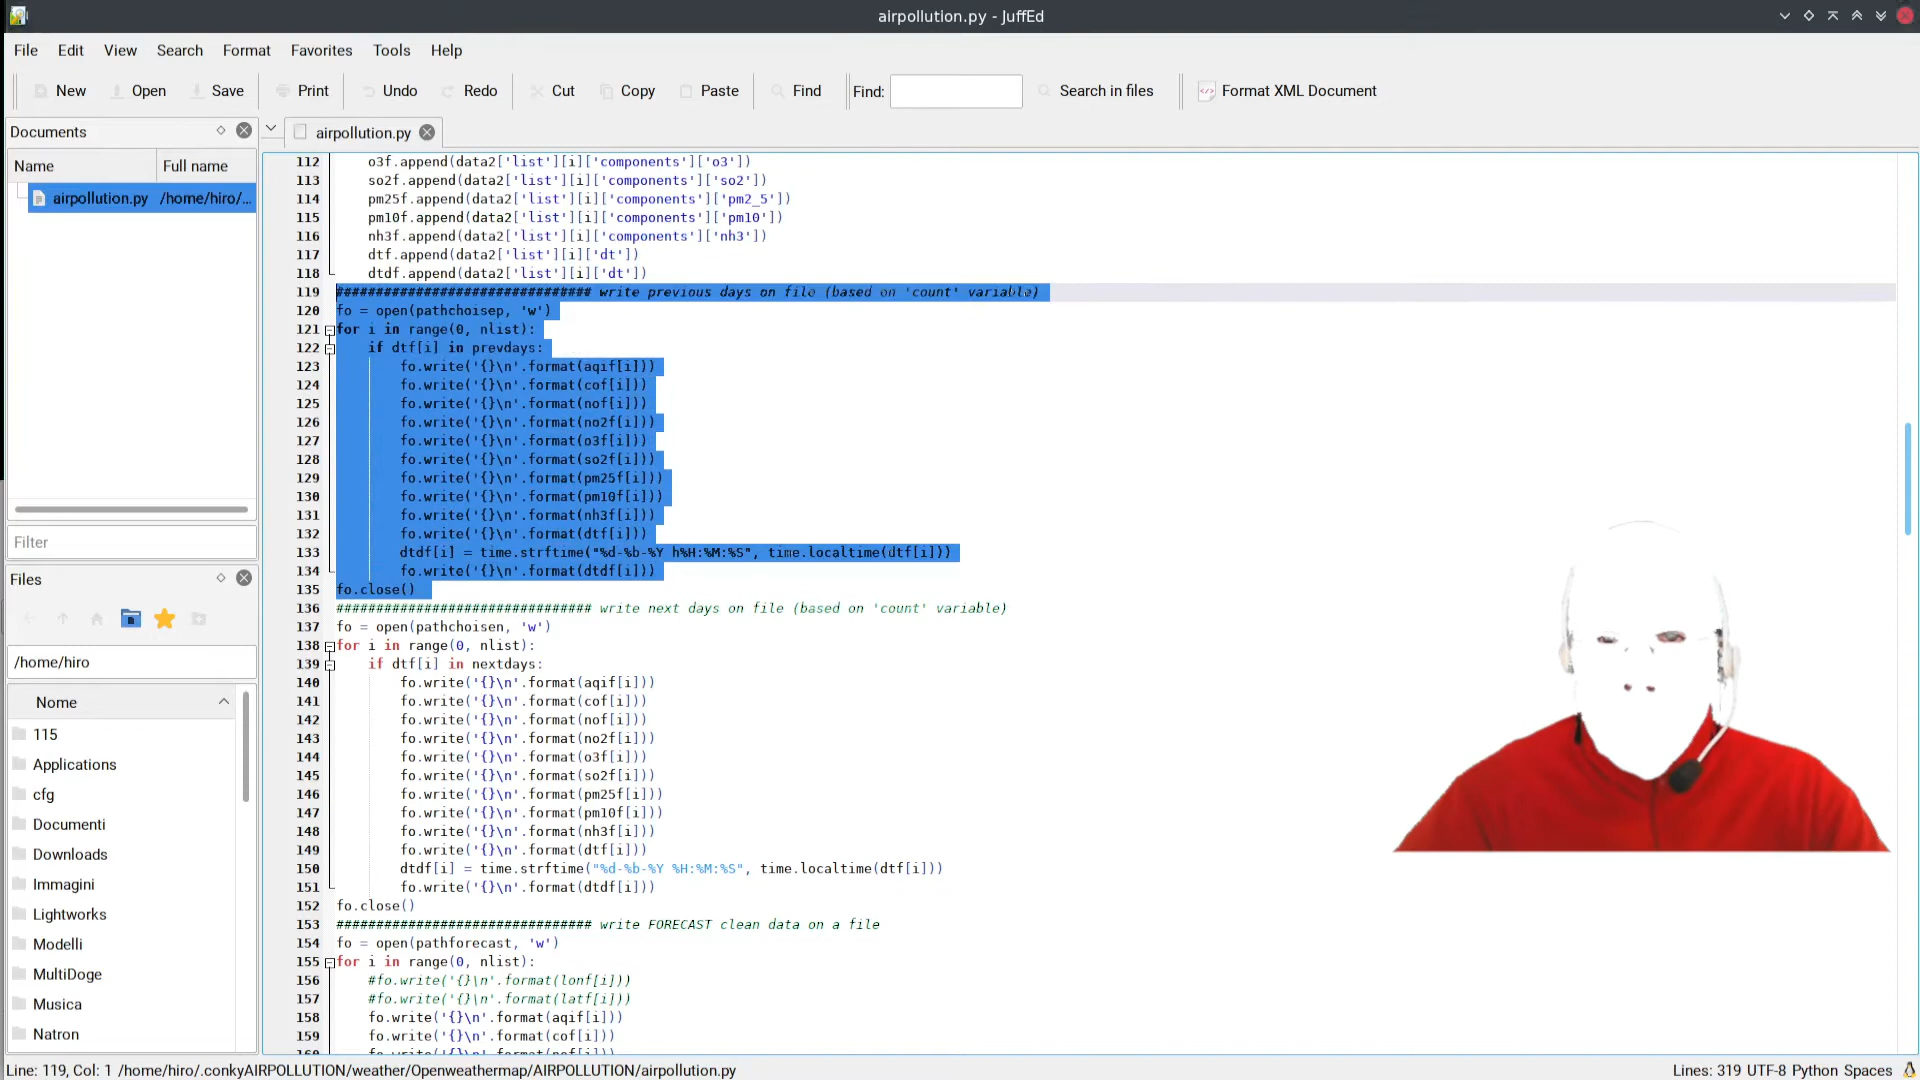 airpollution.py - JuffEd
File Edit View Search Format Favorites Tools Help
New Open Save Print Undo Redo Cut Copy Paste Find Find: Search in files Format XML Document
Documents
airpollution.py
Name Full name
airpollution.py /home/hiro/...
Filter
Files
/home/hiro
Nome
115
Applications
cfg
Documenti
Downloads
Immagini
Lightworks
Modelli
MultiDoge
Musica
Natron
112 o3f.append(data2['list'][i]['components']['o3'])
113 so2f.append(data2['list'][i]['components']['so2'])
114 pm25f.append(data2['list'][i]['components']['pm2_5'])
115 pm10f.append(data2['list'][i]['components']['pm10'])
116 nh3f.append(data2['list'][i]['components']['nh3'])
117 dtf.append(data2['list'][i]['dt'])
118 dtdf.append(data2['list'][i]['dt'])
119 ################################ write previous days on file (based on 'count' variable)
120 fo = open(pathchoisep, 'w')
121 for i in range(0, nlist):
122 if dtf[i] in prevdays:
123 fo.write('{}\n'.format(aqif[i]))
124 fo.write('{}\n'.format(cof[i]))
125 fo.write('{}\n'.format(nof[i]))
126 fo.write('{}\n'.format(no2f[i]))
127 fo.write('{}\n'.format(o3f[i]))
128 fo.write('{}\n'.format(so2f[i]))
129 fo.write('{}\n'.format(pm25f[i]))
130 fo.write('{}\n'.format(pm10f[i]))
131 fo.write('{}\n'.format(nh3f[i]))
132 fo.write('{}\n'.format(dtf[i]))
133 dtdf[i] = time.strftime("%d-%b-%Y h%H:%M:%S", time.localtime(dtf[i]))
134 fo.write('{}\n'.format(dtdf[i]))
135 fo.close()
136 ################################ write next days on file (based on 'count' variable)
137 fo = open(pathchoisen, 'w')
138 for i in range(0, nlist):
139 if dtf[i] in nextdays:
140 fo.write('{}\n'.format(aqif[i]))
141 fo.write('{}\n'.format(cof[i]))
142 fo.write('{}\n'.format(nof[i]))
143 fo.write('{}\n'.format(no2f[i]))
144 fo.write('{}\n'.format(o3f[i]))
145 fo.write('{}\n'.format(so2f[i]))
146 fo.write('{}\n'.format(pm25f[i]))
147 fo.write('{}\n'.format(pm10f[i]))
148 fo.write('{}\n'.format(nh3f[i]))
149 fo.write('{}\n'.format(dtf[i]))
150 dtdf[i] = time.strftime("%d-%b-%Y %H:%M:%S", time.localtime(dtf[i]))
151 fo.write('{}\n'.format(dtdf[i]))
152 fo.close()
153 ################################ write FORECAST clean data on a file
154 fo = open(pathforecast, 'w')
155 for i in range(0, nlist):
156 #fo.write('{}\n'.format(lonf[i]))
157 #fo.write('{}\n'.format(latf[i]))
158 fo.write('{}\n'.format(aqif[i]))
159 fo.write('{}\n'.format(cof[i]))
160 fo.write('{}\n'.format(nof[i]))
Line: 119, Col: 1 /home/hiro/.conkyAIRPOLLUTION/weather/Openweathermap/AIRPOLLUTION/airpollution.py
Lines: 319 UTF-8 Python Spaces